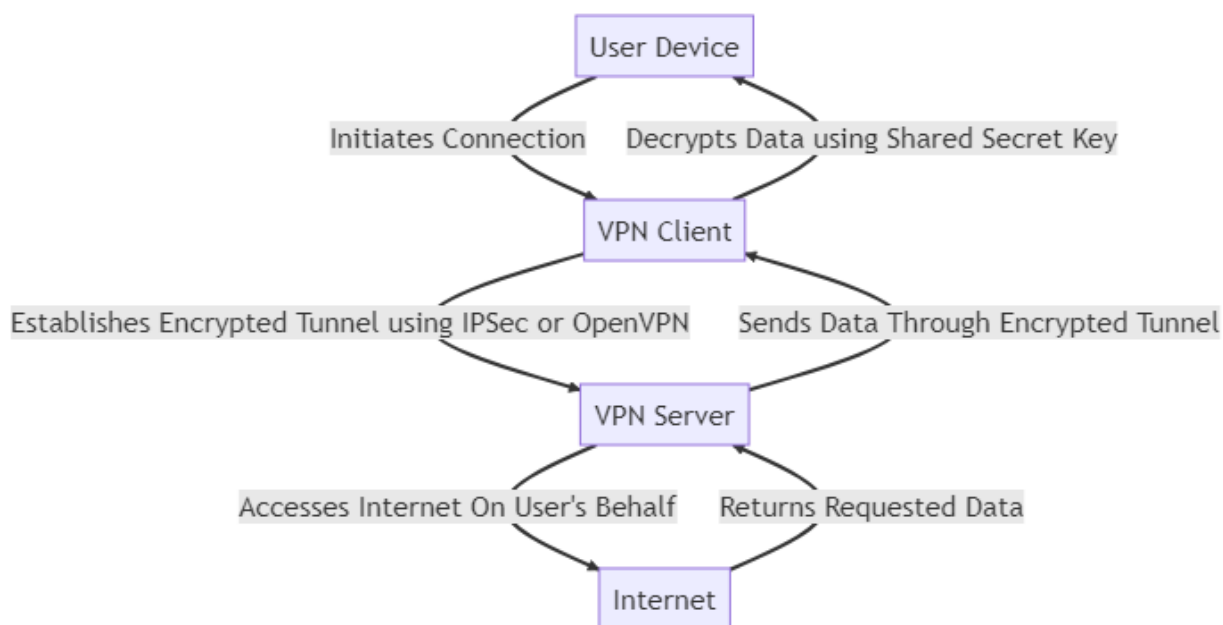 User Device
Initiates Connection
Decrypts Data using Shared Secret Key
VPN Client
Establishes Encrypted Tunnel using IPSec or OpenVPN
Sends Data Through Encrypted Tunnel
VPN Server
Accesses Internet On User's Behalf
Returns Requested Data
Internet